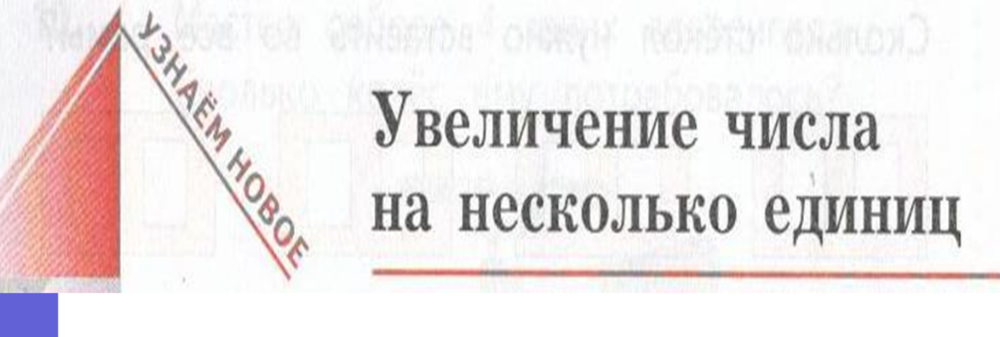 УЗНАЁМ НОВОЕ
Увеличение числа
на несколько единиц